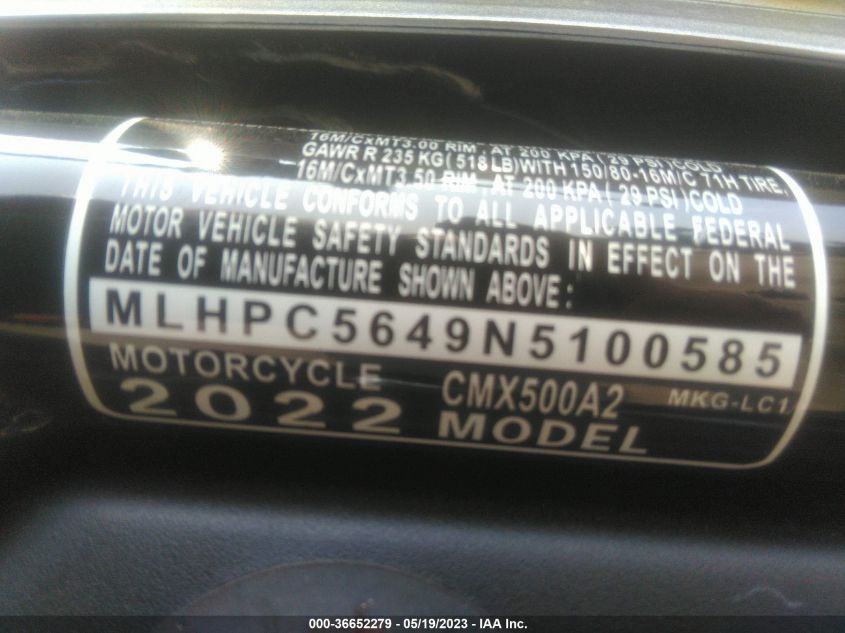 16M/CxMT3.00 RIM , AT 200 KPA ( 29 PSI )COLD
GAWR R 235 KG( 518 LB)WITH 150/80-16M/C 71H TIRE,
16M/CxMT3.50 RIM , AT 200 KPA ( 29 PSI )COLD
THIS VEHICLE CONFORMS TO ALL APPLICABLE FEDERAL
MOTOR VEHICLE SAFETY STANDARDS IN EFFECT ON THE
DATE OF MANUFACTURE SHOWN ABOVE:
MLHPC5649N5100585
MOTORCYCLE CMX500A2 MKG-LC1
2022 MODEL
000-36652279 - 05/19/2023 - IAA Inc.